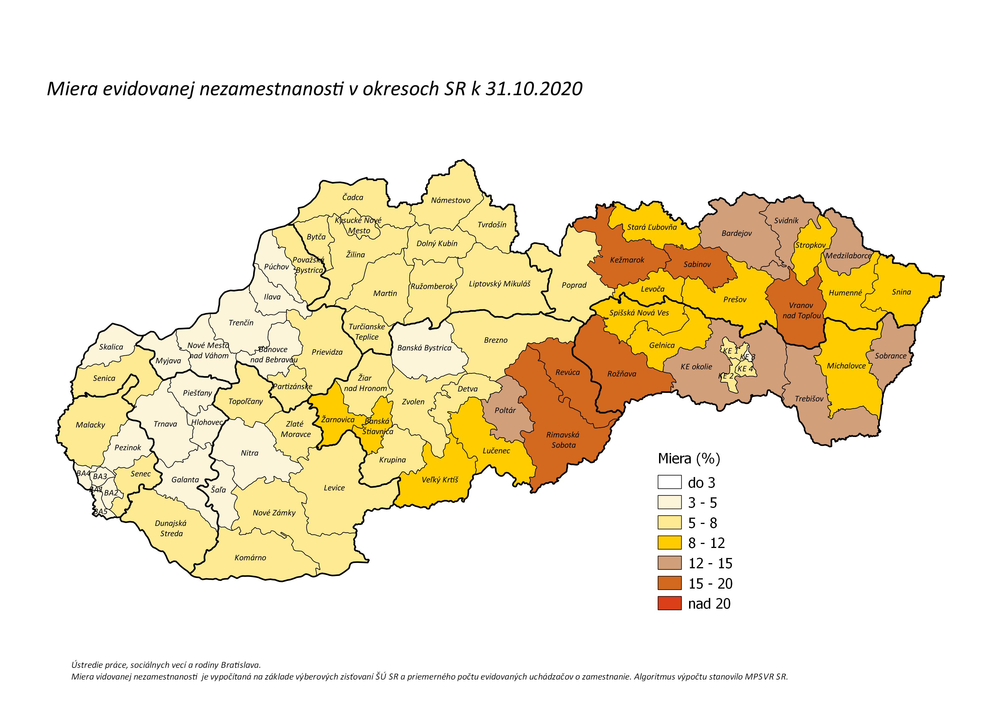 Miera evidovanej nezamestnanosti v okresoch SR k 31.10.2020
Čadca
Námestovo
Kysucké Nové
Mesto
Tvrdošín
Bytča
Dolný Kubín
Žilina
Považská
Bystrica
Púchov
Ilava
Martin
Ružomberok
Liptovský Mikuláš
Poprad
Kežmarok
Stará Ľubovňa
Sabinov
Bardejov
Svidník
Stropkov
Medzilaborce
Levoča
Prešov
Vranov
nad Topľou
Humenné
Snina
Spišská Nová Ves
Gelnica
Trenčín
Turčianske
Teplice
Banská Bystrica
Brezno
Prievidza
Bánovce
nad Bebravou
Nové Mesto
nad Váhom
Myjava
Skalica
Senica
Piešťany
Topoľčany
Partizánske
Žiar
nad Hronom
Detva
Zvolen
Revúca
Rožňava
KE okolie
KE 1
KE 3
KE 4
KE 2
Michalovce
Sobrance
Trebišov
Malacky
Trnava
Hlohovec
Zlaté
Moravce
Žarnovica
Banská
Štiavnica
Poltár
Rimavská
Sobota
Lučenec
Pezinok
Nitra
Krupina
Veľký Krtíš
BA4
BA3
Senec
BA1
BA2
BA5
Galanta
Šaľa
Levice
Nové Zámky
Dunajská
Streda
Komárno
Miera (%)
do 3
3 - 5
5 - 8
8 - 12
12 - 15
15 - 20
nad 20
Ústredie práce, sociálnych vecí a rodiny Bratislava.
Miera vidovanej nezamestnanosti  je vypočítaná na základe výberových zisťovaní ŠÚ SR a priemerného počtu evidovaných uchádzačov o zamestnanie. Algoritmus výpočtu stanovilo MPSVR SR.